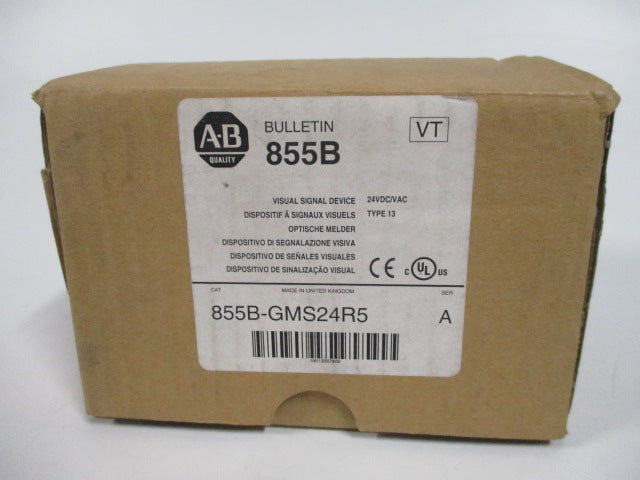 A-B
QUALITY
BULLETIN
855B
VT
VISUAL SIGNAL DEVICE 24VDC/VAC
DISPOSITIF À SIGNAUX VISUELS TYPE 13
OPTISCHE MELDER
DISPOSITIVO DI SEGNALAZIONE VISIVA
DISPOSITIVO DE SEÑALES VISUALES
DISPOSITIVO DE SINALIZAÇÃO VISUAL
CE C UL US
CAT MADE IN UNITED KINGDOM SER
855B-GMS24R5 A